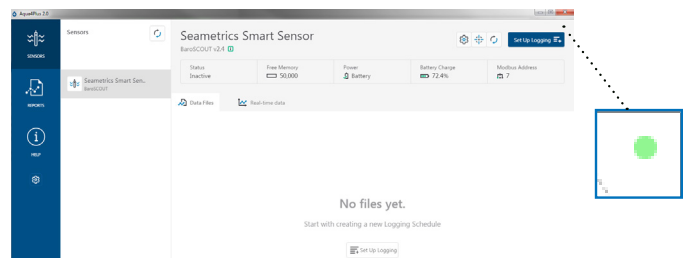 Aqua4Plus 2.0
SENSORS
REPORTS
HELP
Sensors
Seametrics Smart Sen..
BaroSCOUT
Seametrics Smart Sensor
BaroSCOUT v2.4
Set Up Logging
Status
Inactive
Free Memory
50,000
Power
Battery
Battery Charge
72.4%
Modbus Address
7
Data Files
Real-time data
No files yet.
Start with creating a new Logging Schedule
Set Up Logging